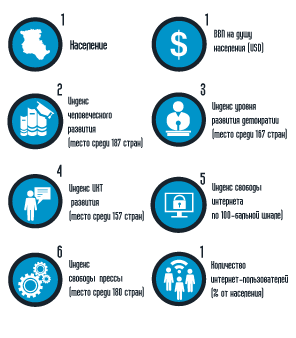 1
Население
1
ВВП на душу
населения (USD)
2
Индекс
человеческого
развития
(место среди 187 стран)
3
Индекс уровня
развития демократии
(место среди 167 стран)
4
Индекс ИКТ
развития
(место среди 157 стран)
5
Индекс свободы
интернета
по 100-бальной шкале)
6
Индекс
свободы прессы
(место среди 180 стран)
1
Количество
интернет-пользователей
(% от населения)